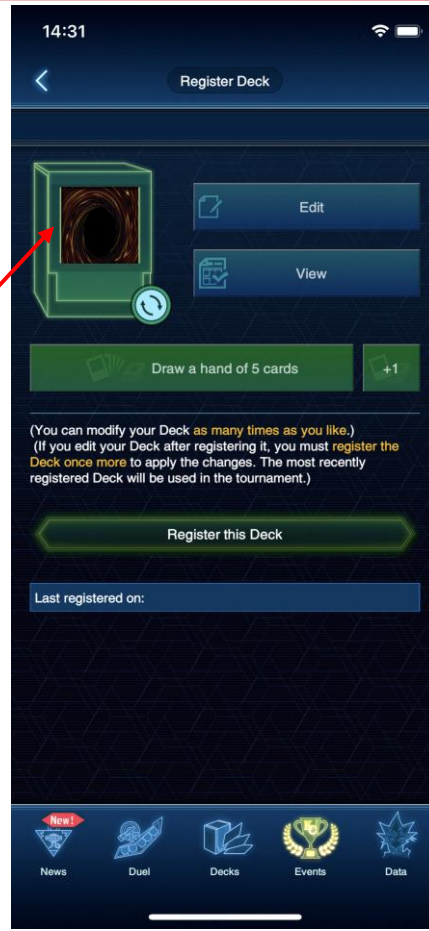 14:31
Register Deck
Edit
View
Draw a hand of 5 cards
+1
(You can modify your Deck as many times as you like.)
(If you edit your Deck after registering it, you must register the
Deck once more to apply the changes. The most recently
registered Deck will be used in the tournament.)
Register this Deck
Last registered on:
New!
KC
News Duel Decks Events Data